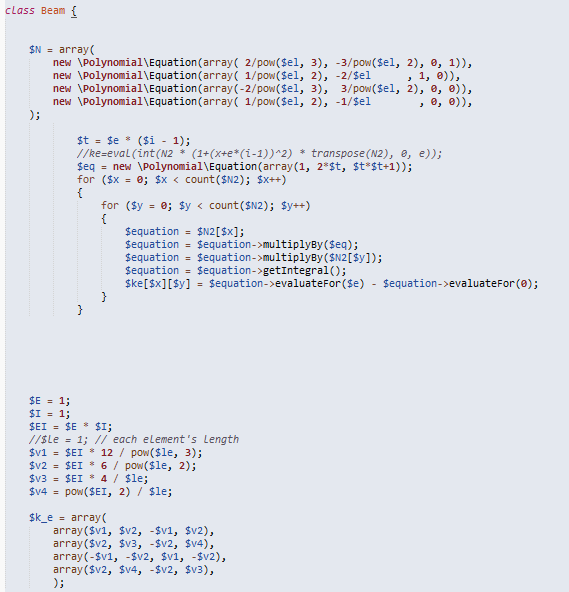 class Beam {
$N = array(
new \Polynomial\Equation(array( 2/pow($el, 3), -3/pow($el, 2), 0, 1)),
new \Polynomial\Equation(array( 1/pow($el, 2), -2/$el     , 1, 0)),
new \Polynomial\Equation(array(-2/pow($el, 3),  3/pow($el, 2), 0, 0)),
new \Polynomial\Equation(array( 1/pow($el, 2), -1/$el       , 0, 0)),
);
$t = $e * ($i - 1);
//ke=eval(int(N2 * (1+(x+e*(i-1))^2) * transpose(N2), 0, e));
$eq = new \Polynomial\Equation(array(1, 2*$t, $t*$t+1));
for ($x = 0; $x < count($N2); $x++)
{
for ($y = 0; $y < count($N2); $y++)
{
$equation = $N2[$x];
$equation = $equation->multiplyBy($eq);
$equation = $equation->multiplyBy($N2[$y]);
$equation = $equation->getIntegral();
$ke[$x][$y] = $equation->evaluateFor($e) - $equation->evaluateFor(0);
}
}
$E = 1;
$I = 1;
$EI = $E * $I;
//$le = 1; // each element's length
$v1 = $EI * 12 / pow($le, 3);
$v2 = $EI * 6 / pow($le, 2);
$v3 = $EI * 4 / $le;
$v4 = pow($EI, 2) / $le;
$k_e = array(
array($v1, $v2, -$v1, $v2),
array($v2, $v3, -$v2, $v4),
array(-$v1, -$v2, $v1, -$v2),
array($v2, $v4, -$v2, $v3),
);